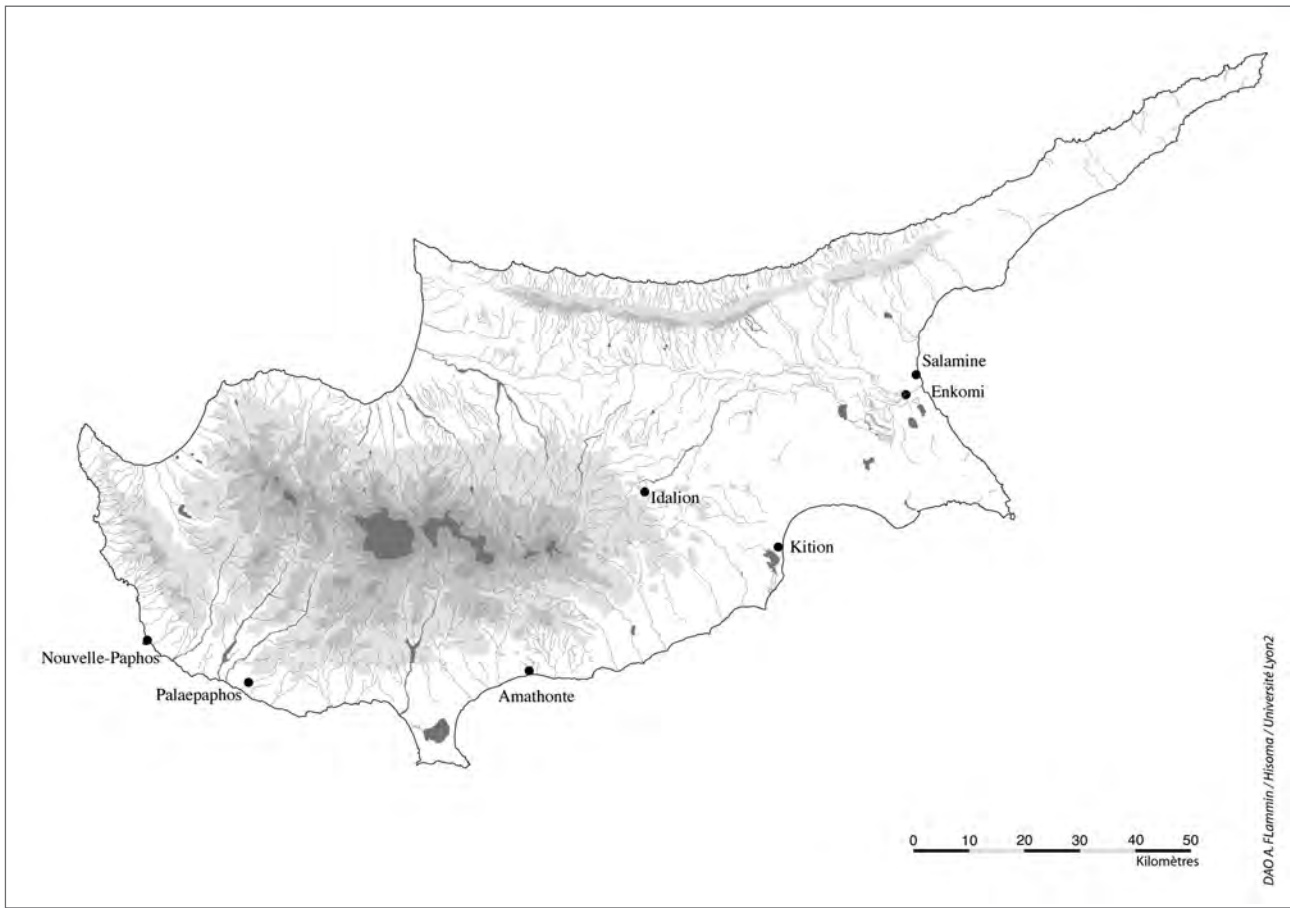 Salamine
Enkomi
Idalion
Kition
Nouvelle-Paphos
Palaepaphos
Amathonte
0 10 20 30 40 50
Kilomètres
DAO A. FLammin / Hisoma / Université Lyon2